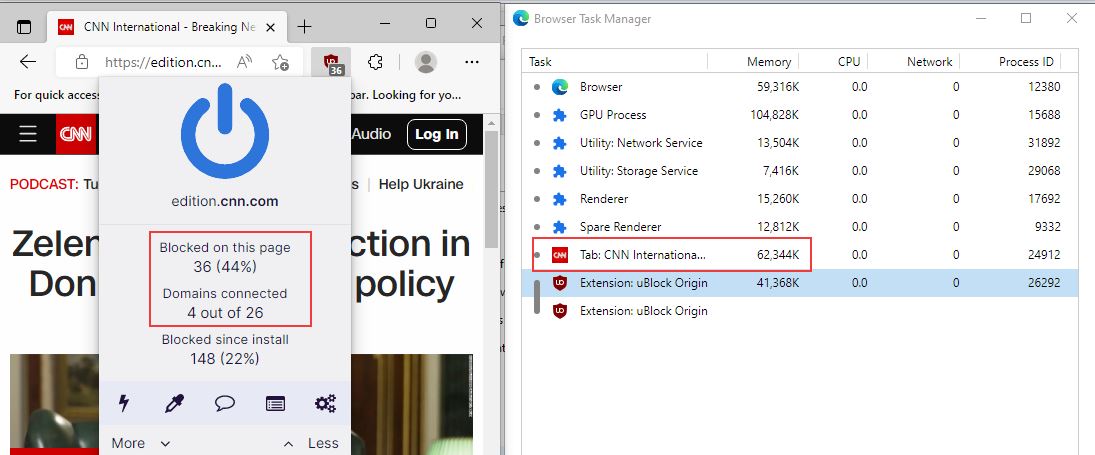 CNN International - Breaking Ne
https://edition.cn...
36
For quick access
bar. Looking for yo...
CNN
Audio
Log In
PODCAST: Tu
s
Help Ukraine
Zelen
ction in
Don
policy
edition.cnn.com
Blocked on this page
36 (44%)
Domains connected
4 out of 26
Blocked since install
148 (22%)
More
Less
Browser Task Manager
Task Memory CPU Network Process ID
Browser 59,316K 0.0 0 12380
GPU Process 104,828K 0.0 0 15688
Utility: Network Service 13,504K 0.0 0 31892
Utility: Storage Service 7,416K 0.0 0 29068
Renderer 15,260K 0.0 0 17692
Spare Renderer 12,812K 0.0 0 9332
CNN Tab: CNN Internationa... 62,344K 0.0 0 24912
Extension: uBlock Origin 41,368K 0.0 0 26292
Extension: uBlock Origin